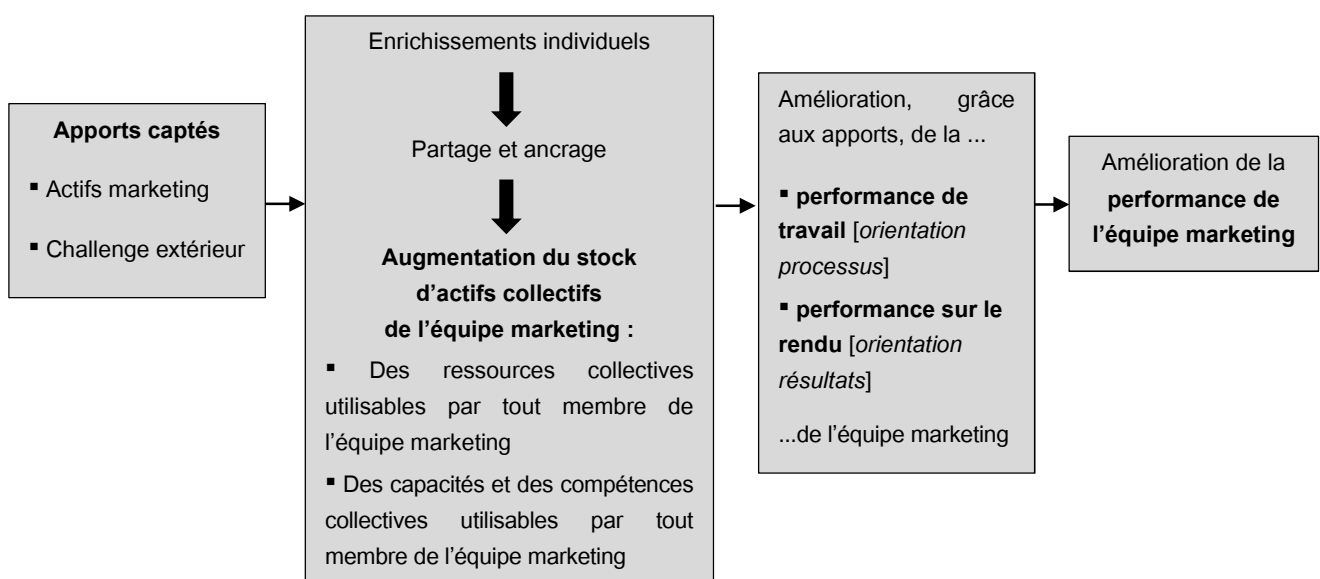 Apports captés
▪ Actifs marketing
▪ Challenge extérieur
Enrichissements individuels
Partage et ancrage
Augmentation du stock
d’actifs collectifs
de l’équipe marketing :
▪ Des ressources collectives
utilisables par tout membre de
l’équipe marketing
▪ Des capacités et des compétences
collectives utilisables par tout
membre de l’équipe marketing
Amélioration, grâce
aux apports, de la ...
▪ performance de
travail [orientation
processus]
▪ performance sur le
rendu [orientation
résultats]
...de l’équipe marketing
Amélioration de la
performance de
l’équipe marketing